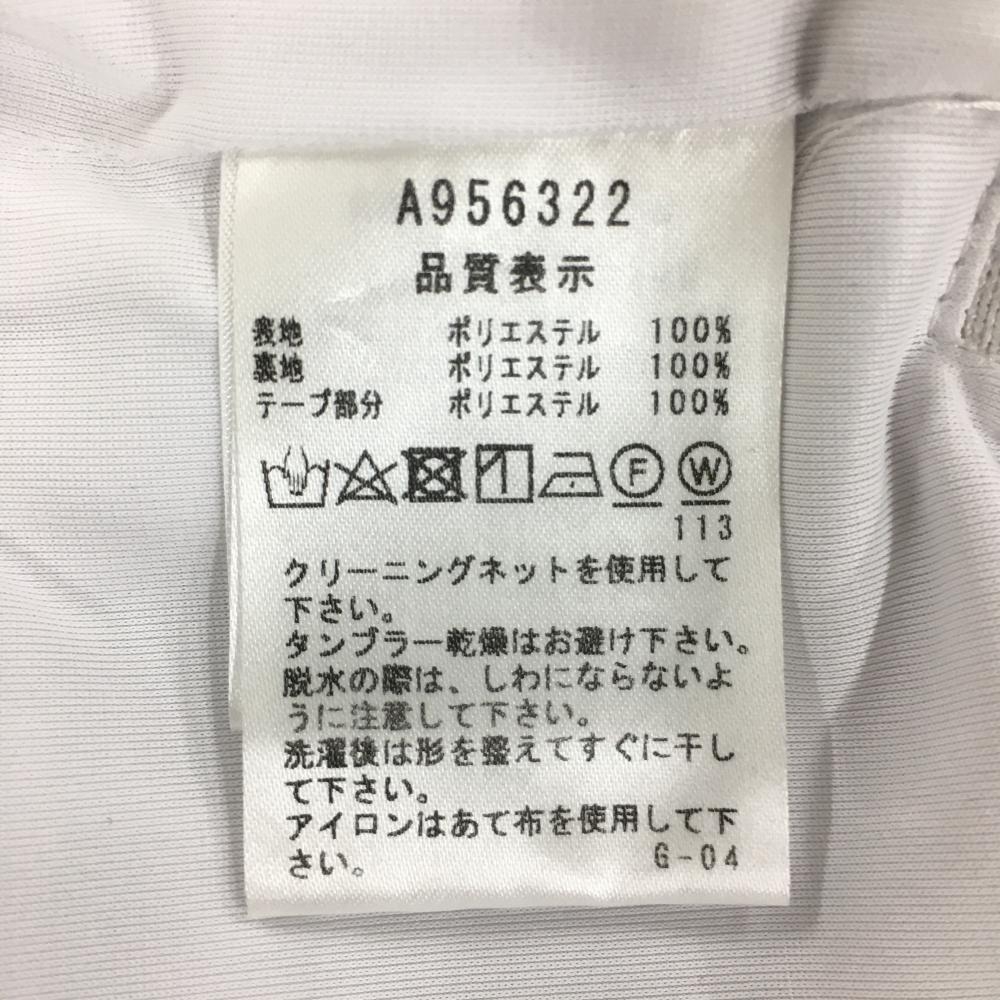 A956322
品質表示
表地 ポリエステル 100%
裏地 ポリエステル 100%
テープ部分 ポリエステル 100%
F W
113
クリーニングネットを使用して
下さい。
タンブラー乾燥はお避け下さい。
脱水の際は、しわにならないよ
うに注意して下さい。
洗濯後は形を整えてすぐに干し
て下さい。
アイロンはあて布を使用して下
さい。 G-04